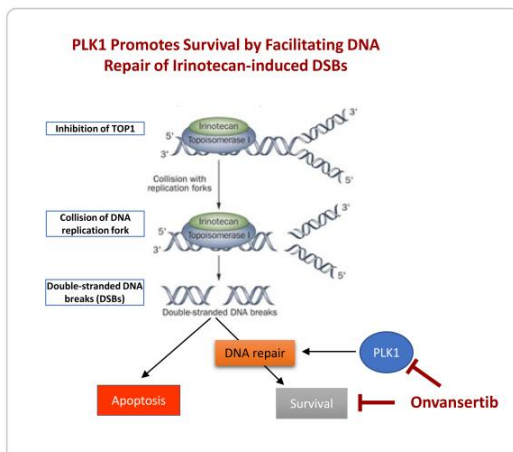 PLK1 Promotes Survival by Facilitating DNA
Repair of Irinotecan-induced DSBs
Inhibition of TOP1
Irinotecan
Topoisomerase I
5'
3'
3'
5'
Collision with
replication forks
Collision of DNA
replication fork
Irinotecan
Topoisomerase I
5'
3'
3'
5'
Double-stranded DNA
breaks (DSBs)
Double-stranded DNA breaks
DNA repair
PLK1
Apoptosis
Survival
Onvansertib